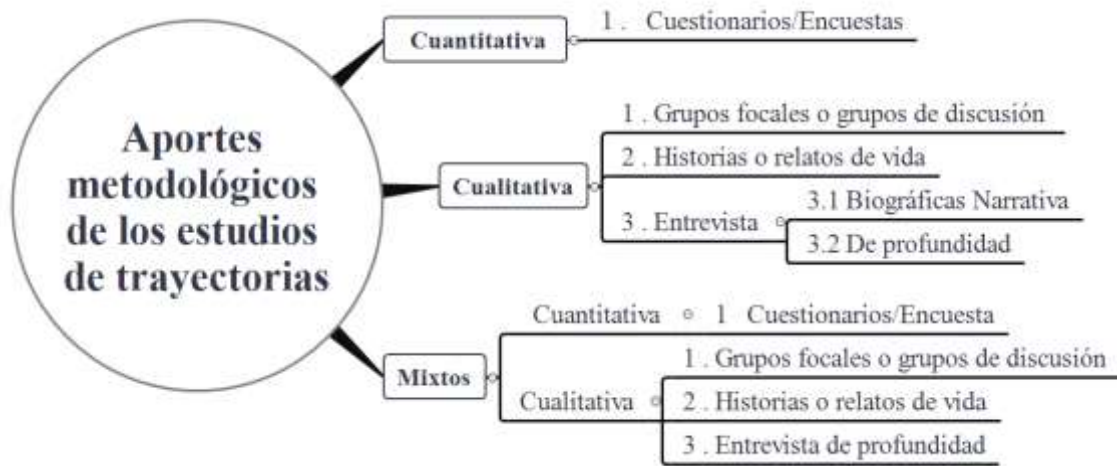 Aportes
metodológicos
de los estudios
de trayectorias
Cuantitativa
1 . Cuestionarios/Encuestas
Cualitativa
1 . Grupos focales o grupos de discusión
2 . Historias o relatos de vida
3 . Entrevista
3.1 Biográficas Narrativa
3.2 De profundidad
Mixtos
Cuantitativa
1 Cuestionarios/Encuesta
Cualitativa
1 . Grupos focales o grupos de discusión
2 . Historias o relatos de vida
3 . Entrevista de profundidad